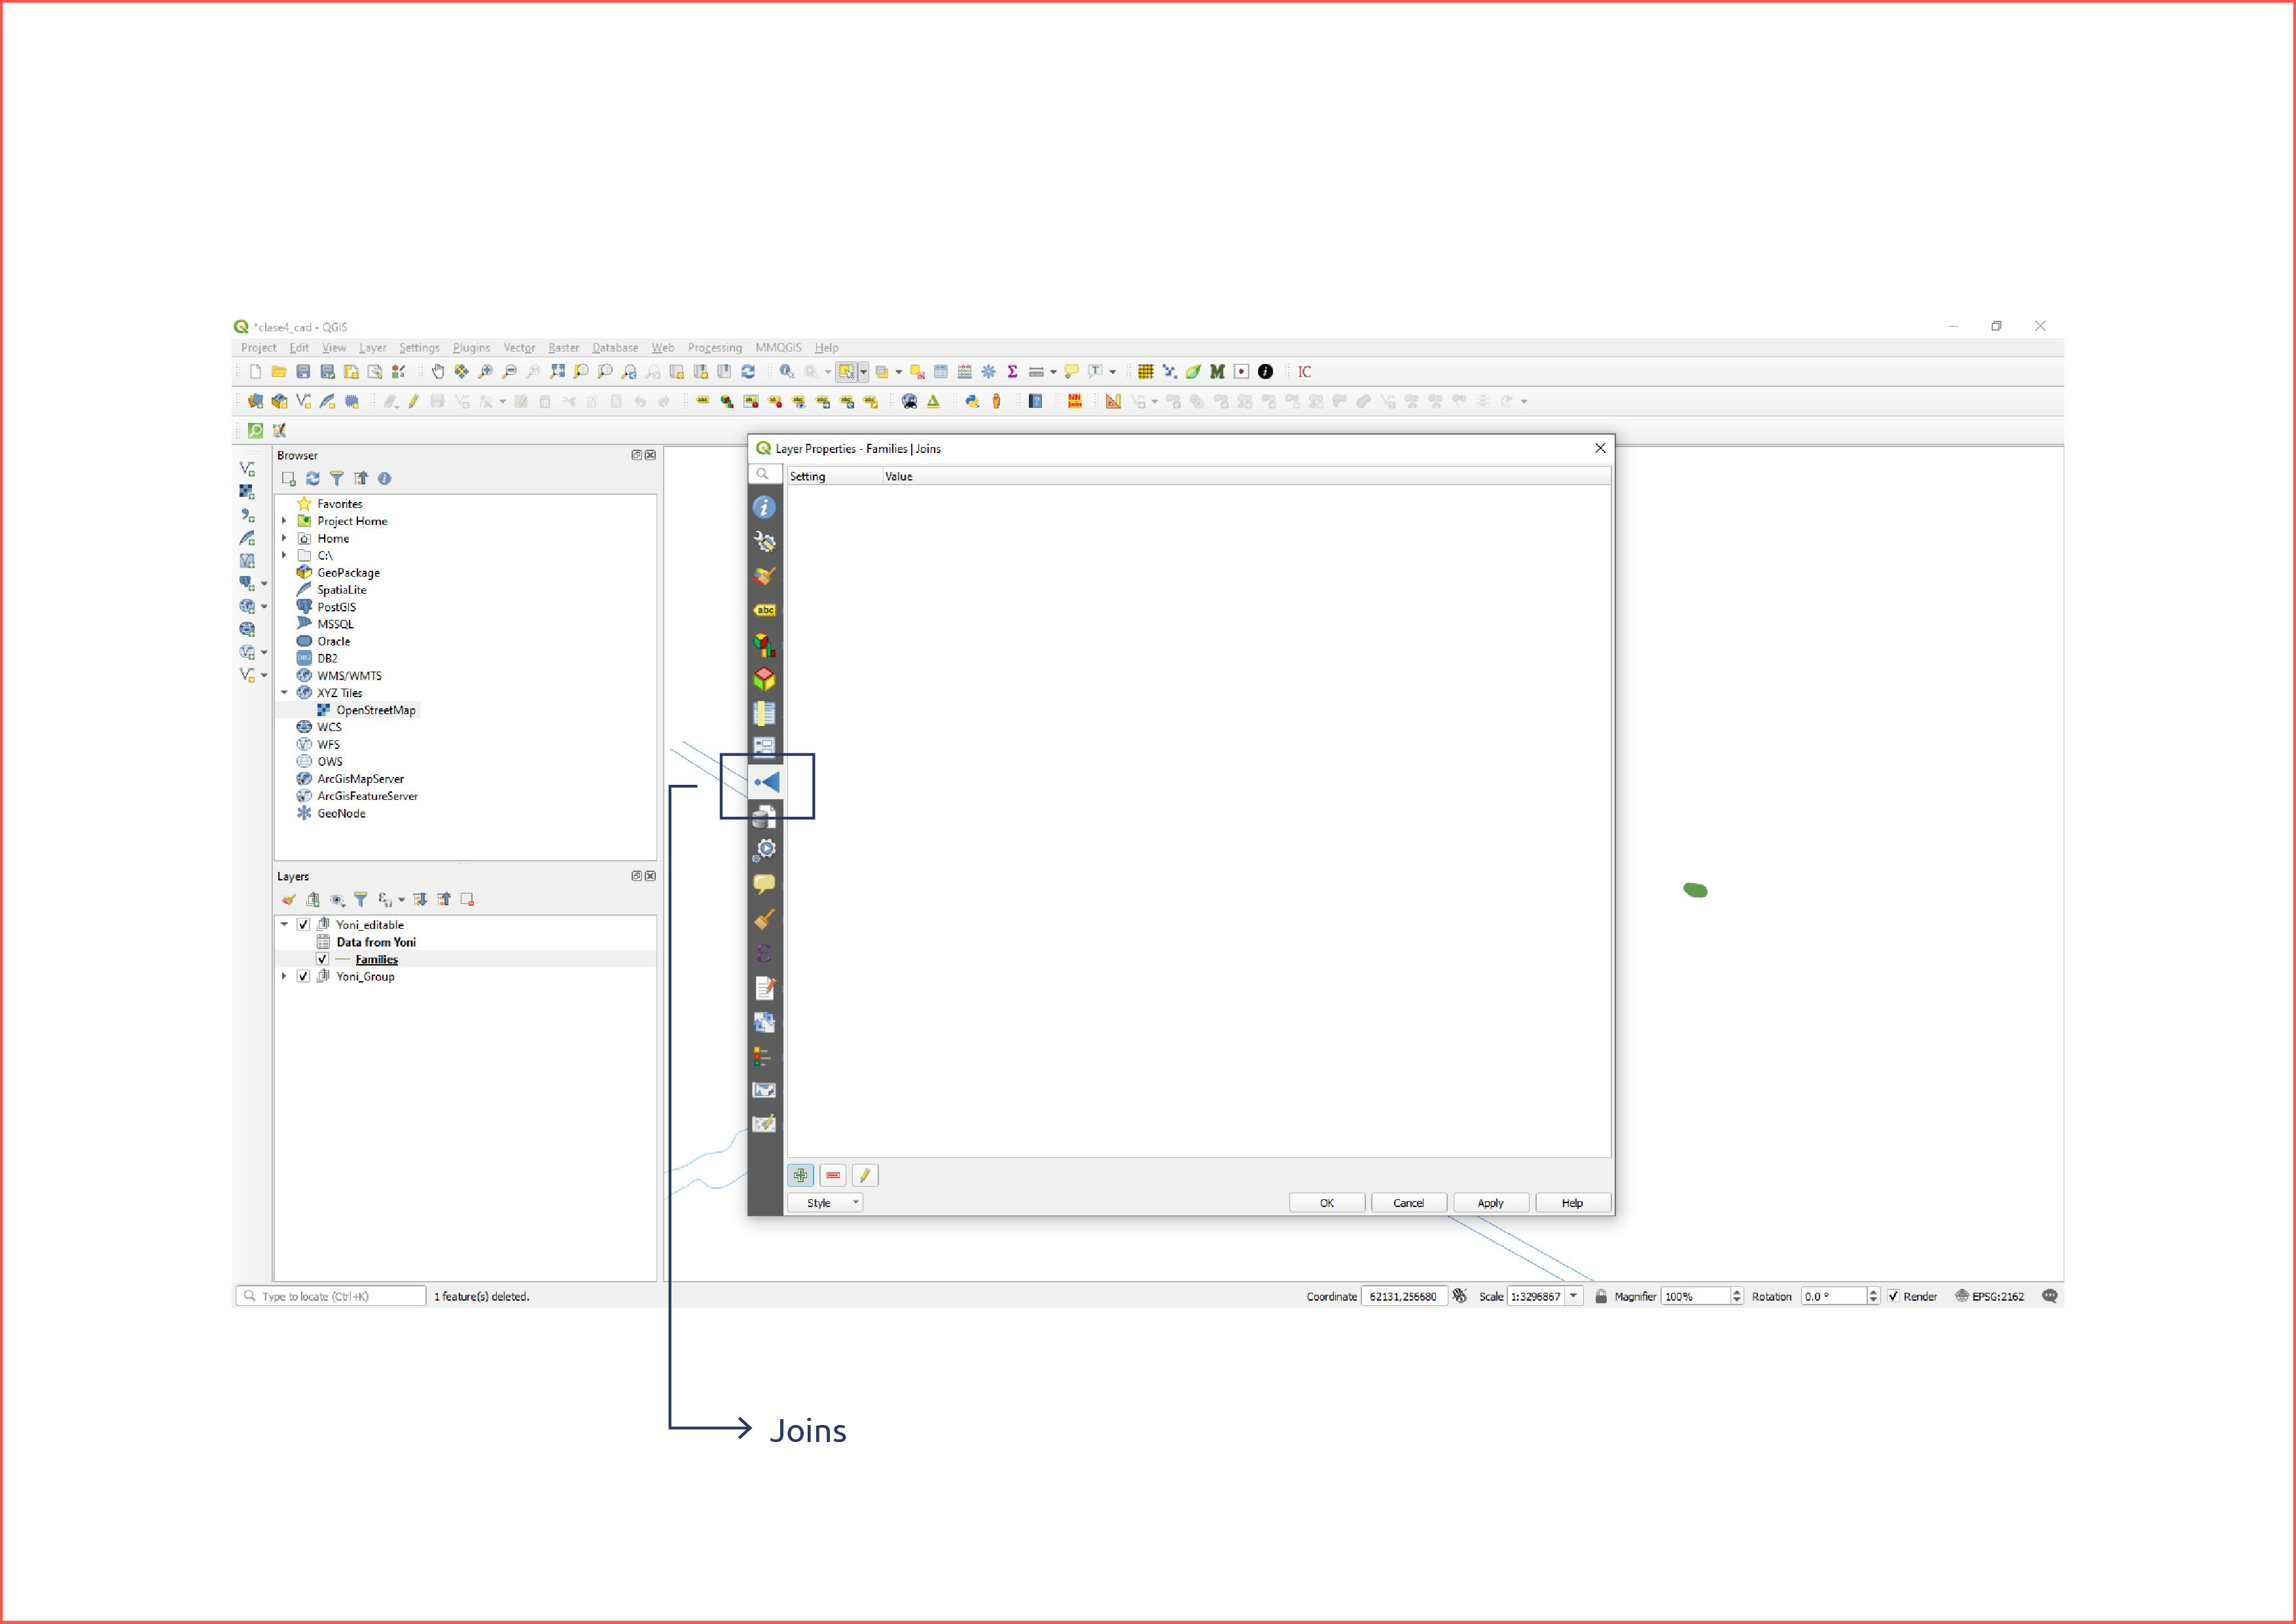 *clase4_cad - QGIS
Project Edit View Layer Settings Plugins Vector Raster Database Web Processing MMQGIS Help
IC
Browser
Favorites
Project Home
Home
C:\
GeoPackage
SpatiaLite
PostGIS
MSSQL
Oracle
DB2
WMS/WMTS
XYZ Tiles
OpenStreetMap
WCS
WFS
OWS
ArcGisMapServer
ArcGisFeatureServer
GeoNode
Layers
Yoni_editable
Data from Yoni
Families
Yoni_Group
Layer Properties - Families | Joins
Setting Value
abc
Style OK Cancel Apply Help
Type to locate (Ctrl+K) 1 feature(s) deleted. Coordinate 62131,256680 Scale 1:3296867 Magnifier 100% Rotation 0.0 ° Render EPSG:2162
Joins